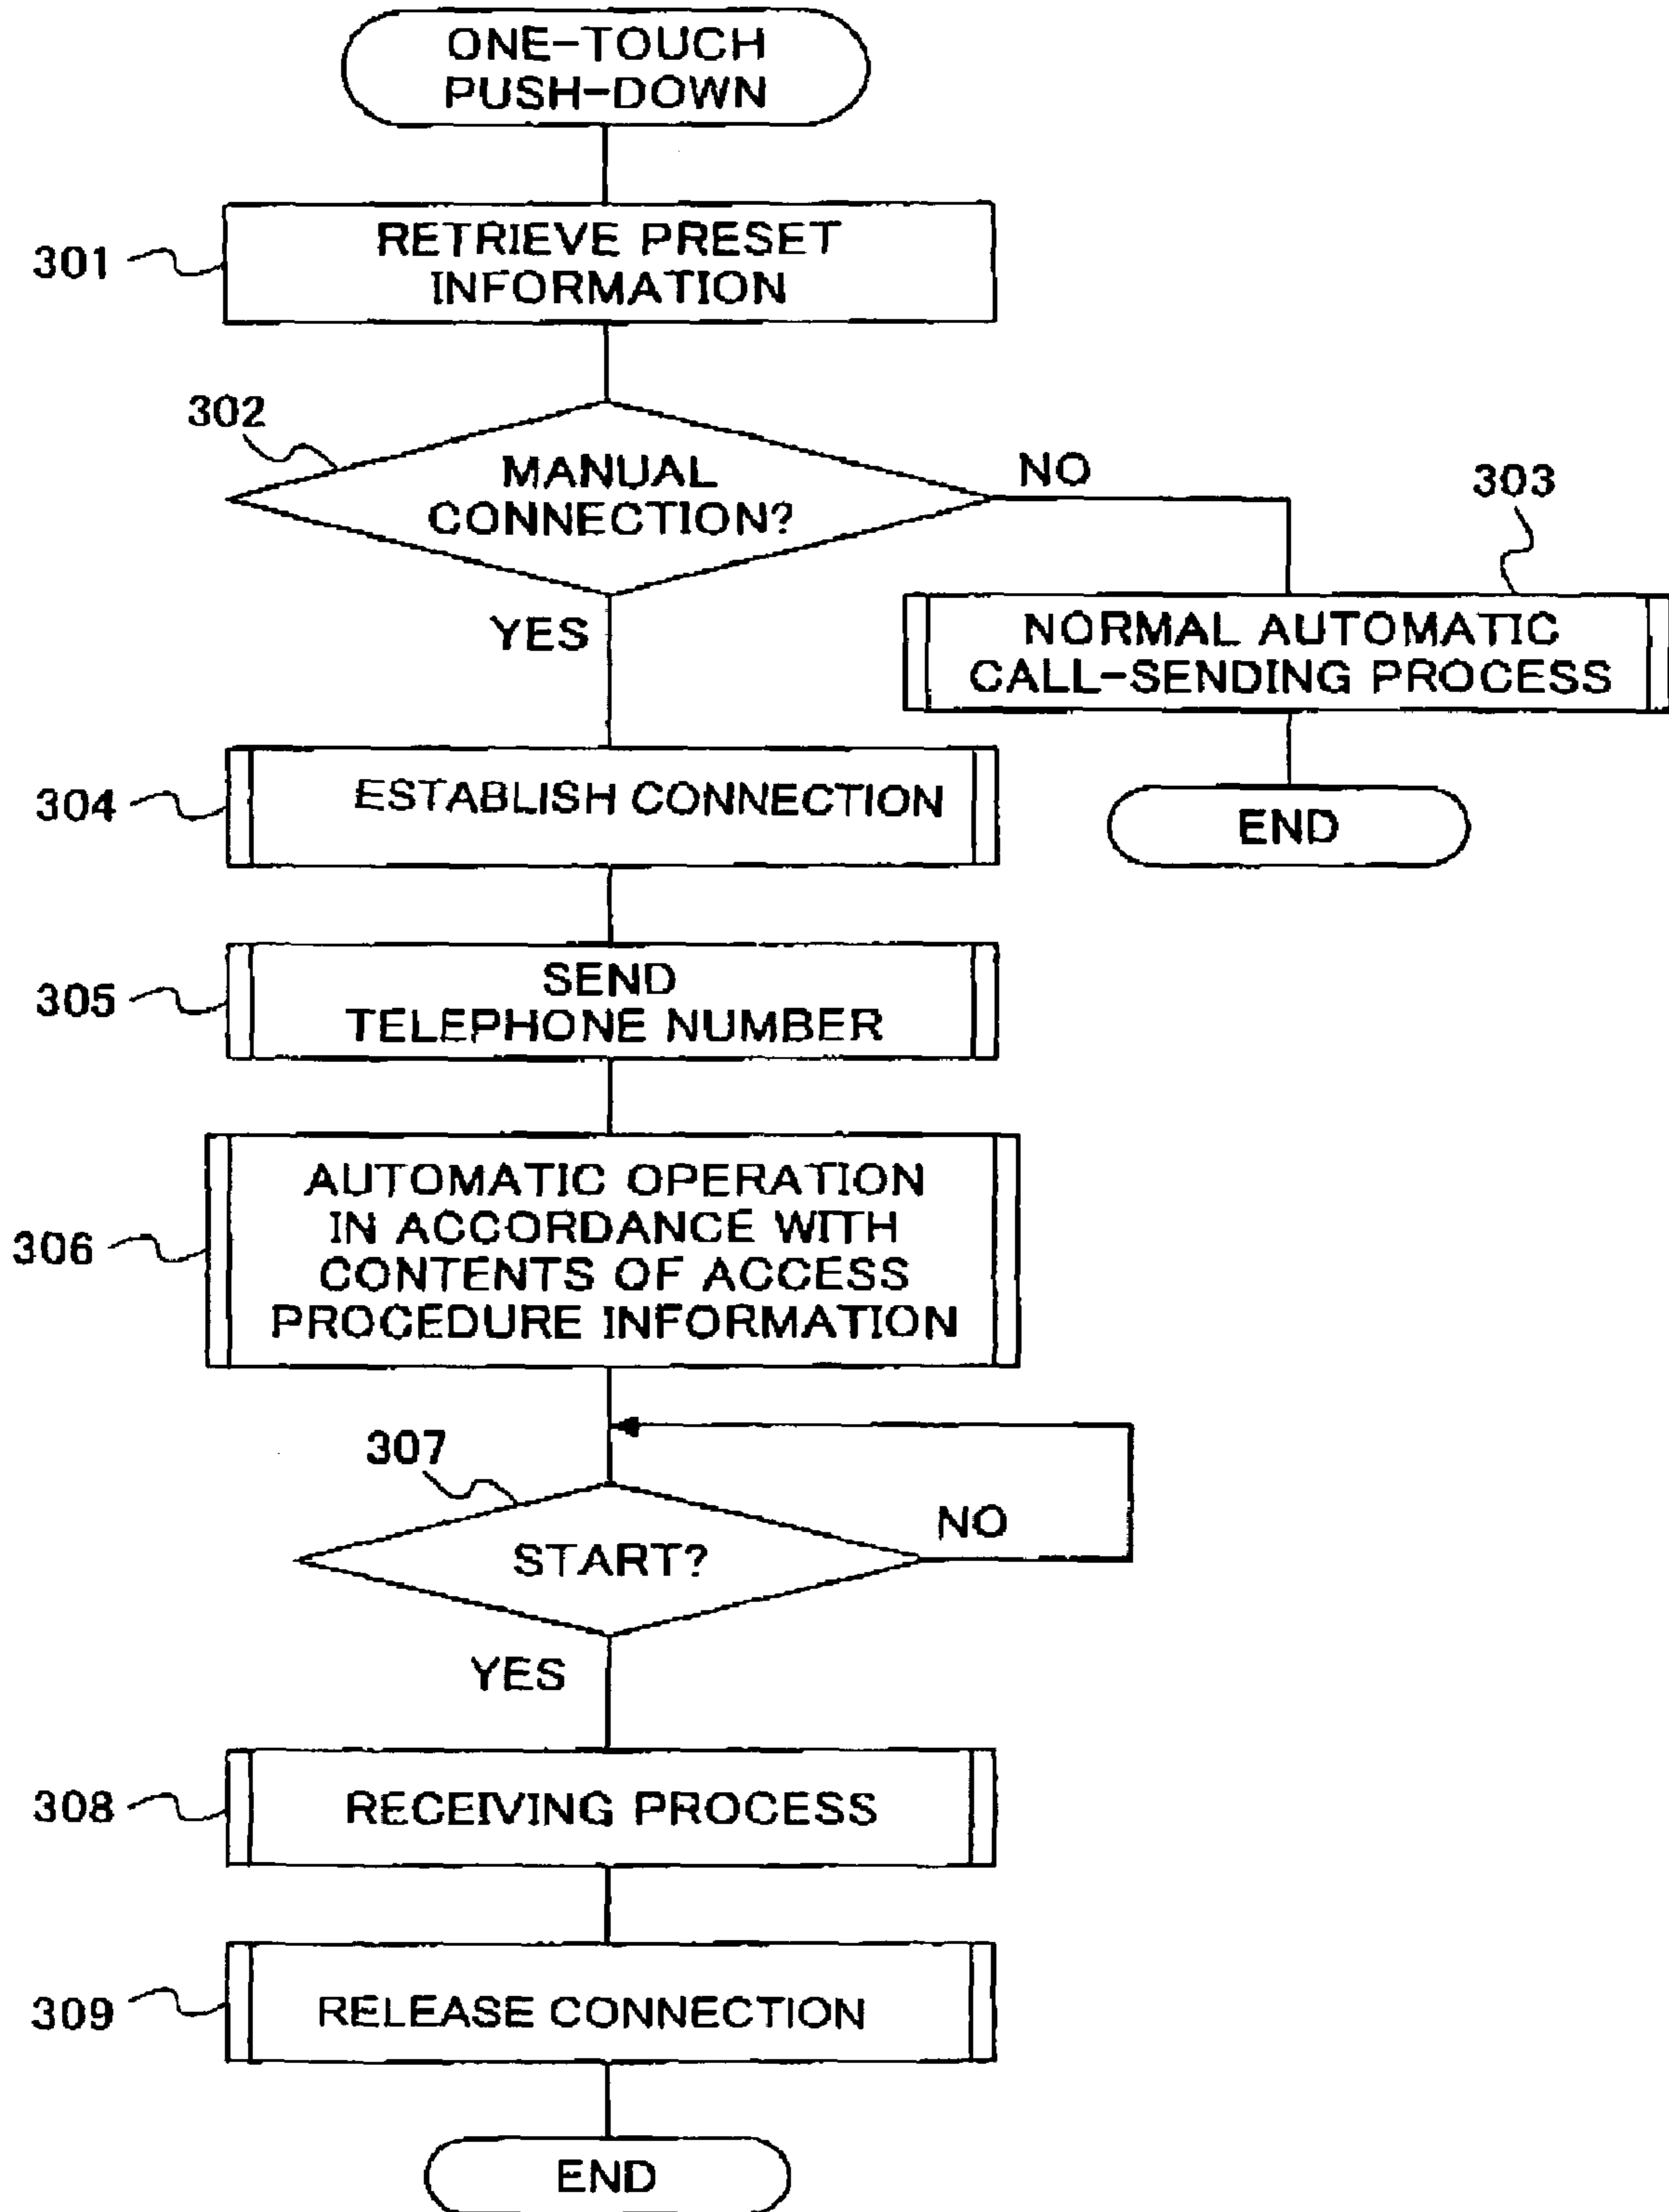 ONE-TOUCH
PUSH-DOWN
301
RETRIEVE PRESET
INFORMATION
302
MANUAL
CONNECTION?
NO
303
YES
NORMAL AUTOMATIC
CALL-SENDING PROCESS
304
ESTABLISH CONNECTION
END
305
SEND
TELEPHONE NUMBER
306
AUTOMATIC OPERATION
IN ACCORDANCE WITH
CONTENTS OF ACCESS
PROCEDURE INFORMATION
307
START?
NO
YES
308
RECEIVING PROCESS
309
RELEASE CONNECTION
END